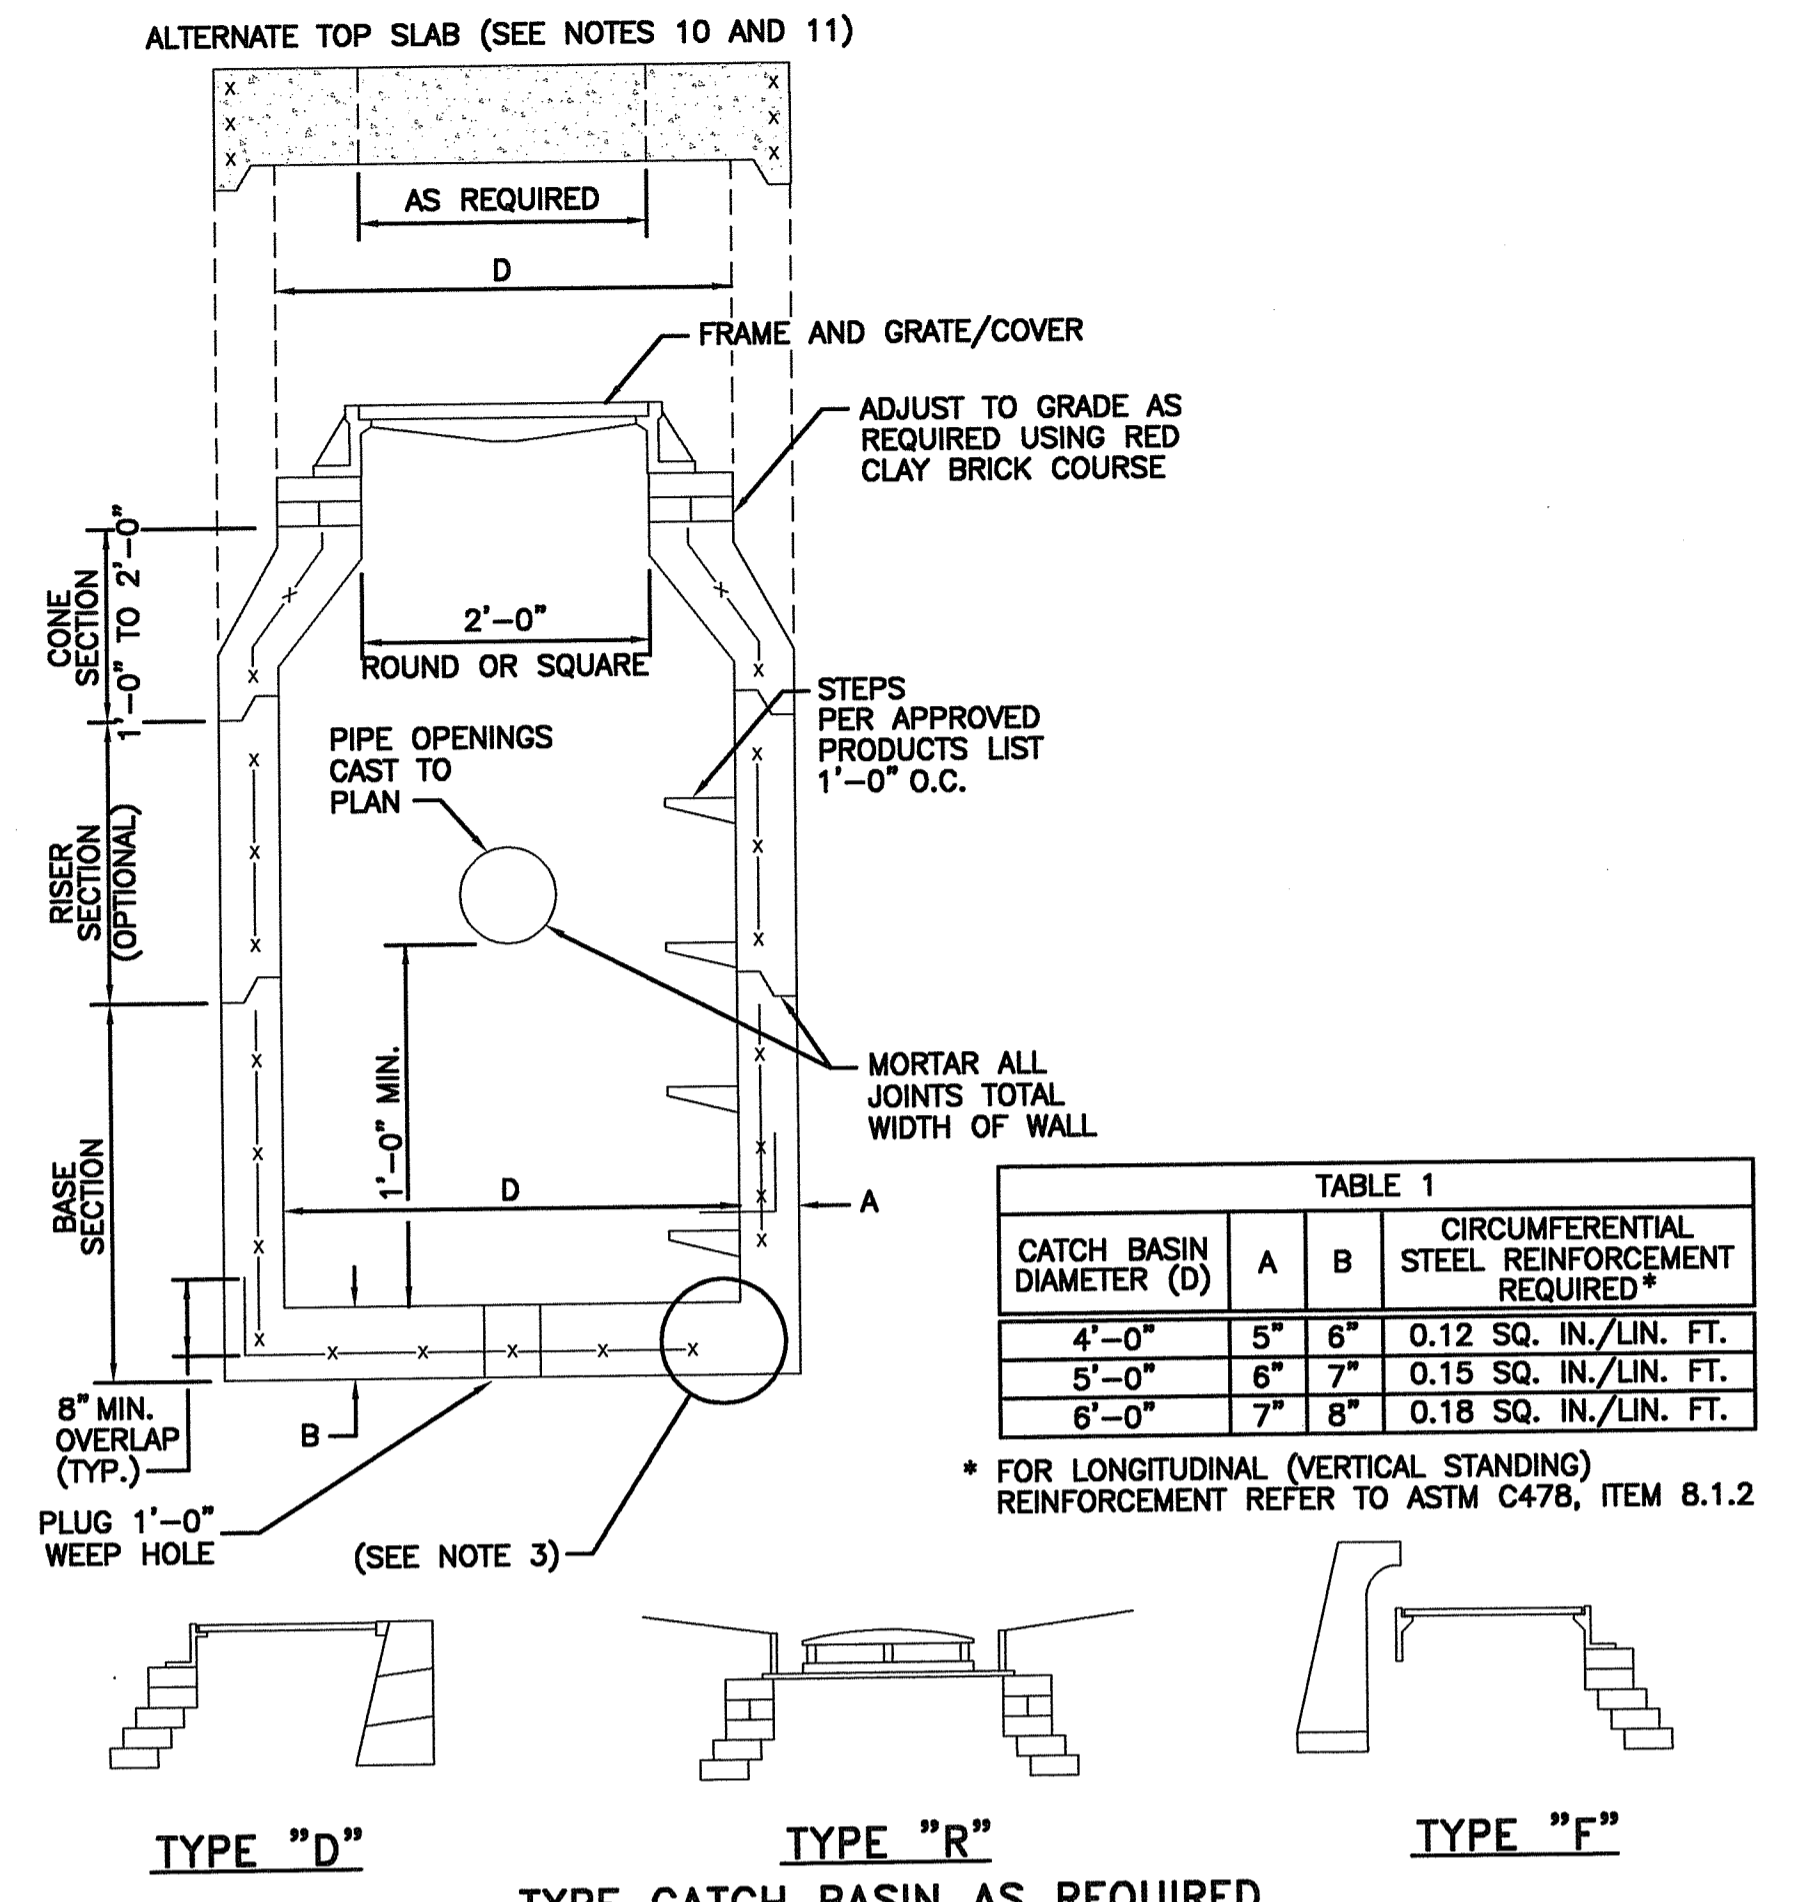 ALTERNATE TOP SLAB (SEE NOTES 10 AND 11)
x
x
x
x
x
x
AS REQUIRED
D
FRAME AND GRATE/COVER
ADJUST TO GRADE AS
REQUIRED USING RED
CLAY BRICK COURSE
CONE
SECTION
1'-0" TO 2'-0"
2'-0"
ROUND OR SQUARE
STEPS
PER APPROVED
PRODUCTS LIST
1'-0" O.C.
PIPE OPENINGS
CAST TO
PLAN
RISER
SECTION
(OPTIONAL)
1'-0" MIN.
MORTAR ALL
JOINTS TOTAL
WIDTH OF WALL
BASE
SECTION
D
A
8" MIN.
OVERLAP
(TYP.)
B
PLUG 1'-0"
WEEP HOLE
(SEE NOTE 3)
TABLE 1
CATCH BASIN
DIAMETER (D)
A
B
CIRCUMFERENTIAL
STEEL REINFORCEMENT
REQUIRED*
4'-0" 5" 6" 0.12 SQ. IN./LIN. FT.
5'-0" 6" 7" 0.15 SQ. IN./LIN. FT.
6'-0" 7" 8" 0.18 SQ. IN./LIN. FT.
* FOR LONGITUDINAL (VERTICAL STANDING)
REINFORCEMENT REFER TO ASTM C478, ITEM 8.1.2
TYPE "D"
TYPE "R"
TYPE "F"
TYPE CATCH BASIN AS REQUIRED